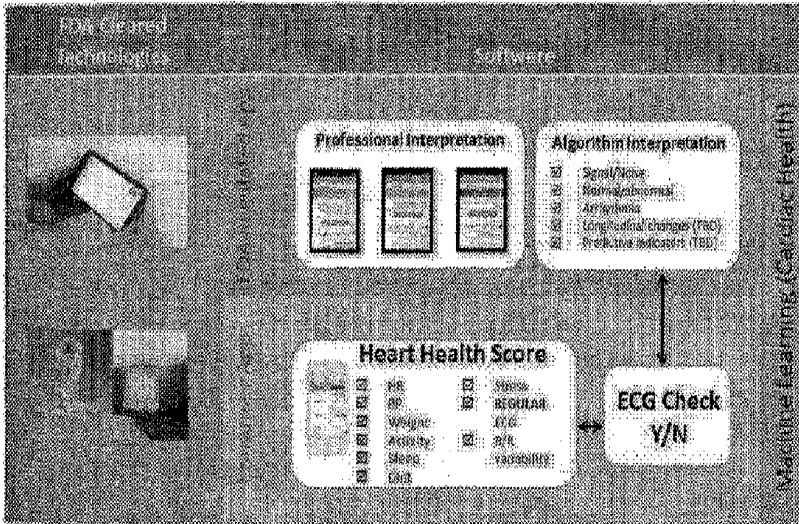 FDA Cleared
Technologies
Software
Professional Interpretation
Algorithm Interpretation
Signal/Noise
Normal/abnormal
Arrhythmia
Longitudinal changes (TBD)
Predictive indicators (TBD)
Heart Health Score
HR
BP
Weight
Activity
Sleep
Diet
Stress
REGULAR
ECG
R/R
variability
ECG Check
Y/N
Machine Learning (Cardiac Health)